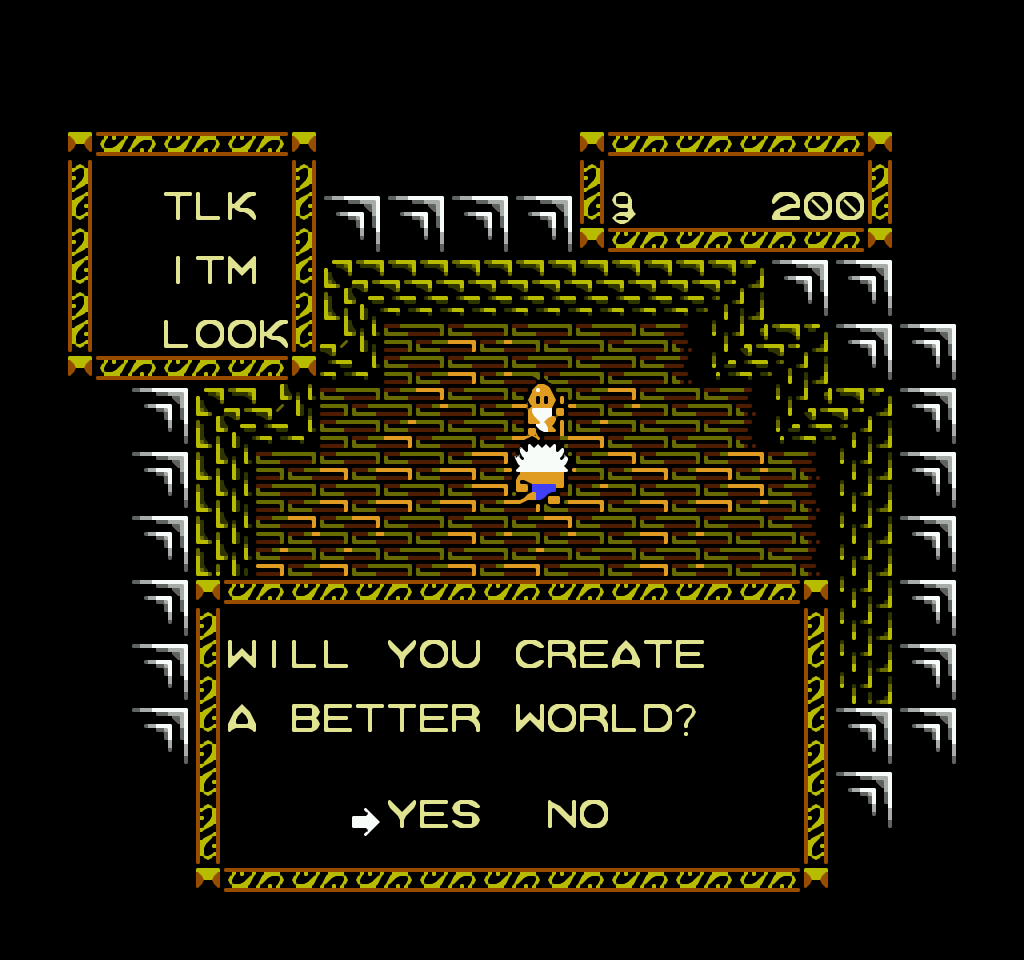 TLK
ITM
LOOK
200
WILL YOU CREATE
A BETTER WORLD?
YES NO